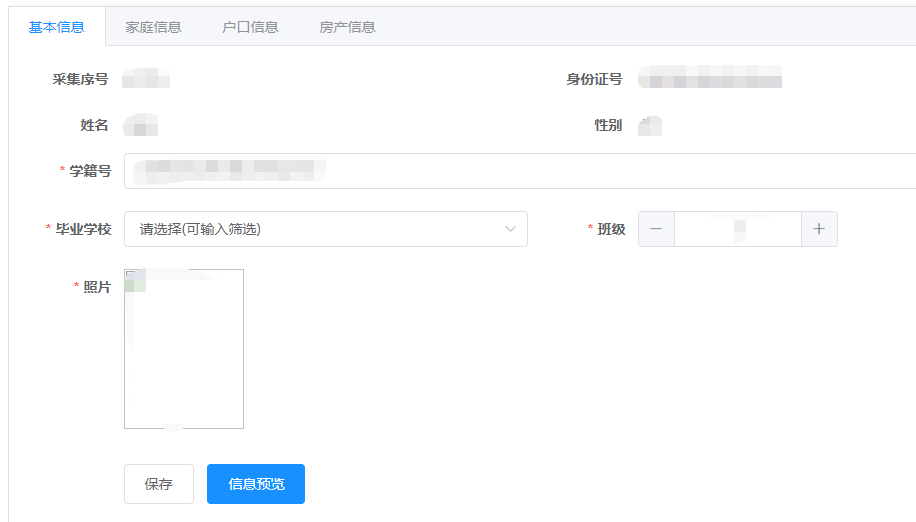 基本信息 家庭信息 户口信息 房产信息
采集序号 身份证号
姓名 性别
* 学籍号
* 毕业学校 请选择(可输入筛选) * 班级 − +
* 照片
保存 信息预览